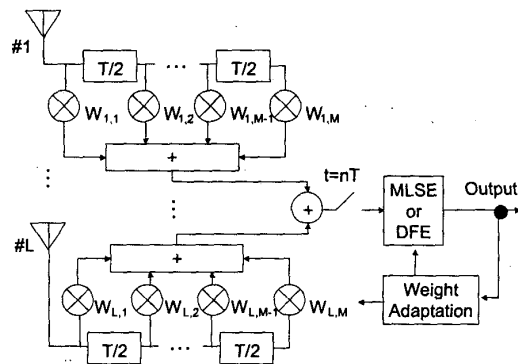 #1
T/2 ... T/2
W1,1 W1,2 W1,M-1 W1,M
+
t=nT
+
MLSE or DFE
Output
#L
+
WL,1 WL,2 WL,M-1 WL,M
Weight Adaptation
T/2 ... T/2